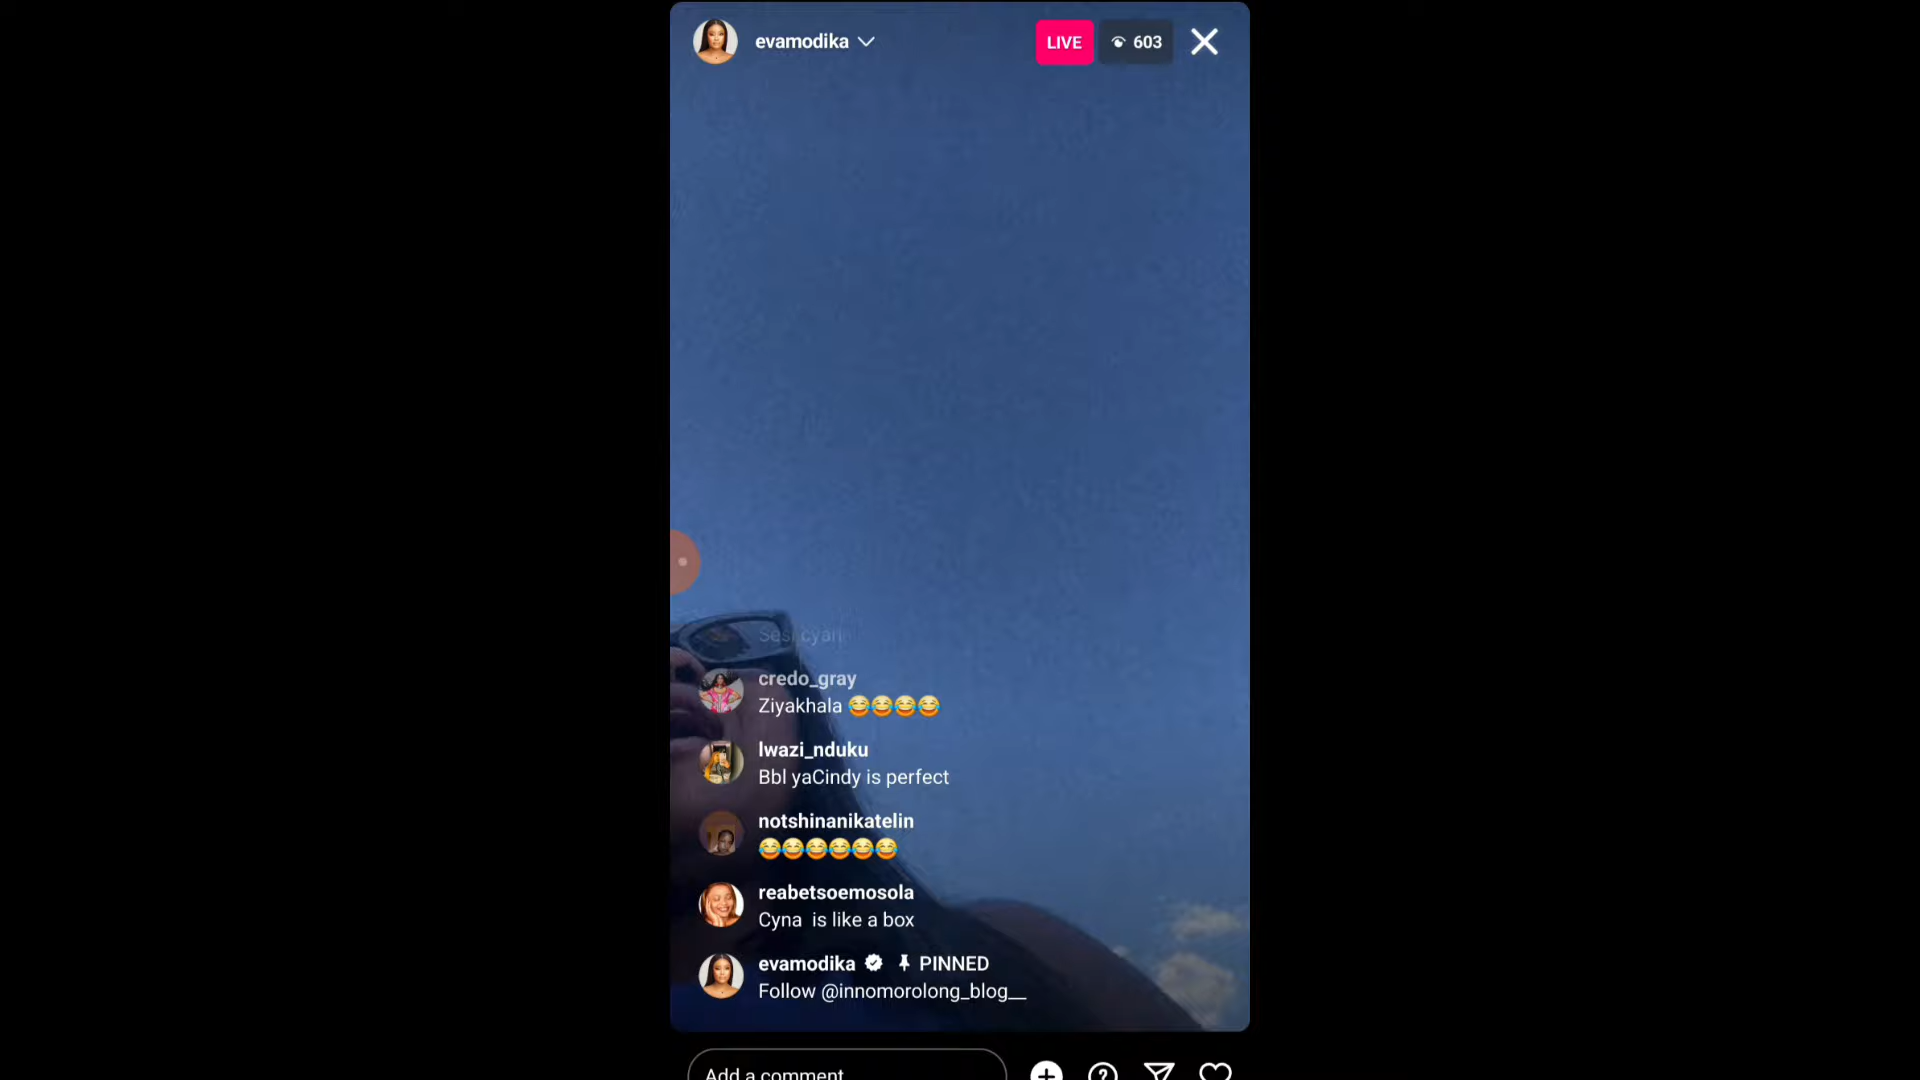 evamodika
LIVE
603
credo_gray
Ziyakhala 😂😂😂😂
lwazi_nduku
Bbl yaCindy is perfect
notshinanikatelin
😂😂😂😂😂😂
reabetsoemosola
Cyna is like a box
evamodika PINNED
Follow @innomorolong_blog__
Add a comment